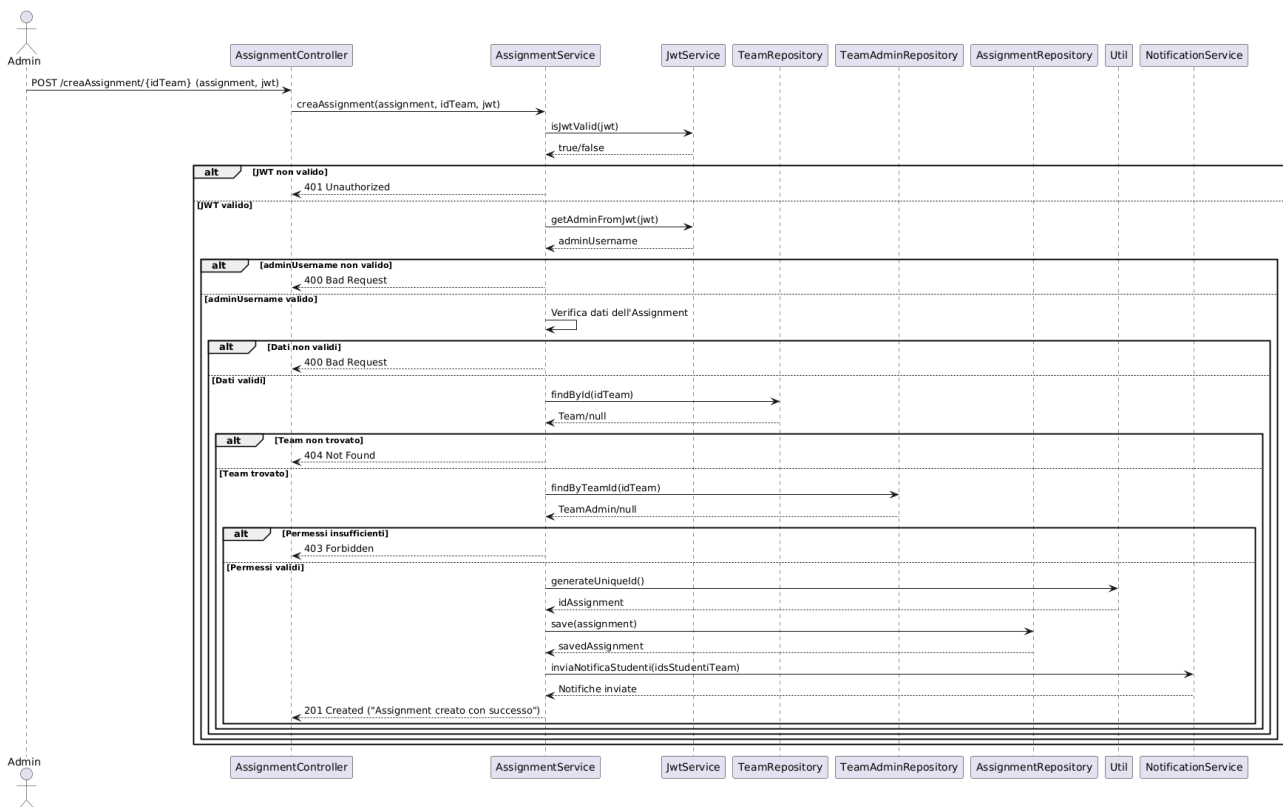 Admin
AssignmentController
AssignmentService
JwtService
TeamRepository
TeamAdminRepository
AssignmentRepository
Util
NotificationService
POST /creaAssignment/{idTeam} (assignment, jwt)
creaAssignment(assignment, idTeam, jwt)
isJwtValid(jwt)
true/false
alt [JWT non valido]
401 Unauthorized
[JWT valido]
getAdminFromJwt(jwt)
adminUsername
alt [adminUsername non valido]
400 Bad Request
[adminUsername valido]
Verifica dati dell'Assignment
alt [Dati non validi]
400 Bad Request
[Dati validi]
findById(idTeam)
Team/null
alt [Team non trovato]
404 Not Found
[Team trovato]
findByTeamId(idTeam)
TeamAdmin/null
alt [Permessi insufficienti]
403 Forbidden
[Permessi validi]
generateUniqueId()
idAssignment
save(assignment)
savedAssignment
inviaNotificaStudenti(idsStudentiTeam)
Notifiche inviate
201 Created ("Assignment creato con successo")
Admin
AssignmentController
AssignmentService
JwtService
TeamRepository
TeamAdminRepository
AssignmentRepository
Util
NotificationService